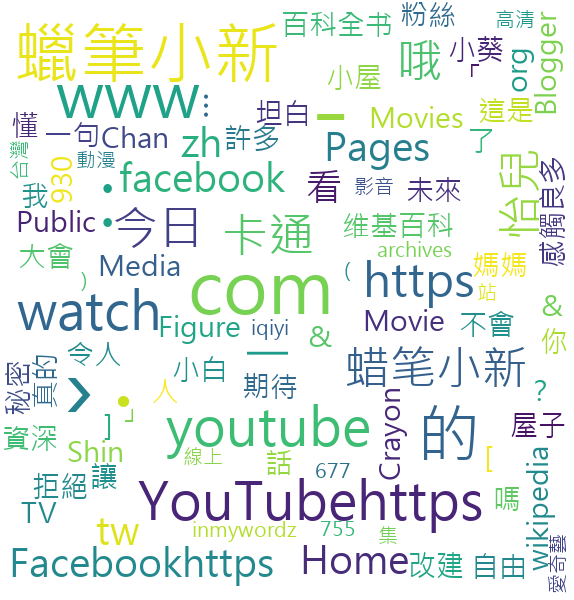 蠟筆小新
百科全书
粉絲
高清
哦
小葵
「
org
Blogger
小屋
www
…
坦白
一
Movies
這是
懂
一句
Chan
zh
許多
Pages
了
台灣
動漫
930
我
facebook
看
影音
未來
怡兒
感觸良多
Public
•
•
今日
卡通
维基百科
archives
大會
)
Media
com
(
https
媽媽
站
&
watch
Figure
iqiyi
&
Movie
不會
你
—
令人
小白
期待
蜡笔小新
秘密
真的
›
•
人
?
」
]
youtube
的
Crayon
屋子
資深
Shin
讓
線上
話
677
[
wikipedia
拒絕
TV
YouTubehttps
嗎
tw
inmywordz
755
集
Facebookhttps
Home
改建
自由
愛奇藝